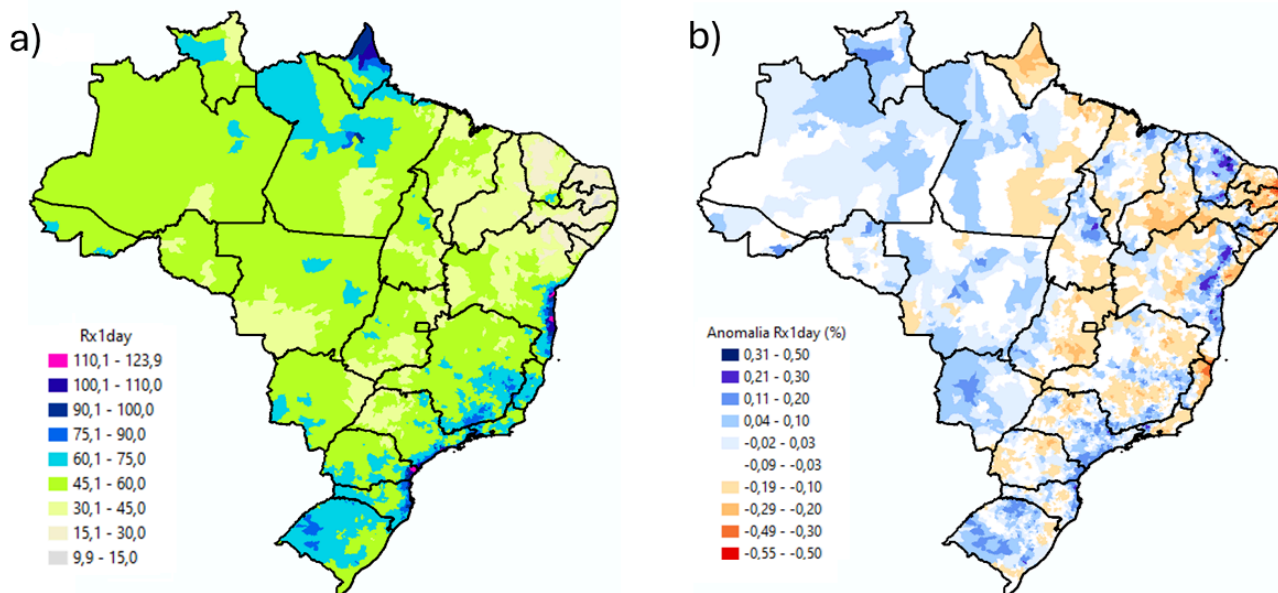 a)
Rx1day
110,1 - 123,9
100,1 - 110,0
90,1 - 100,0
75,1 - 90,0
60,1 - 75,0
45,1 - 60,0
30,1 - 45,0
15,1 - 30,0
9,9 - 15,0
b)
Anomalia Rx1day (%)
0,31 - 0,50
0,21 - 0,30
0,11 - 0,20
0,04 - 0,10
-0,02 - 0,03
-0,09 - -0,03
-0,19 - -0,10
-0,29 - -0,20
-0,49 - -0,30
-0,55 - -0,50